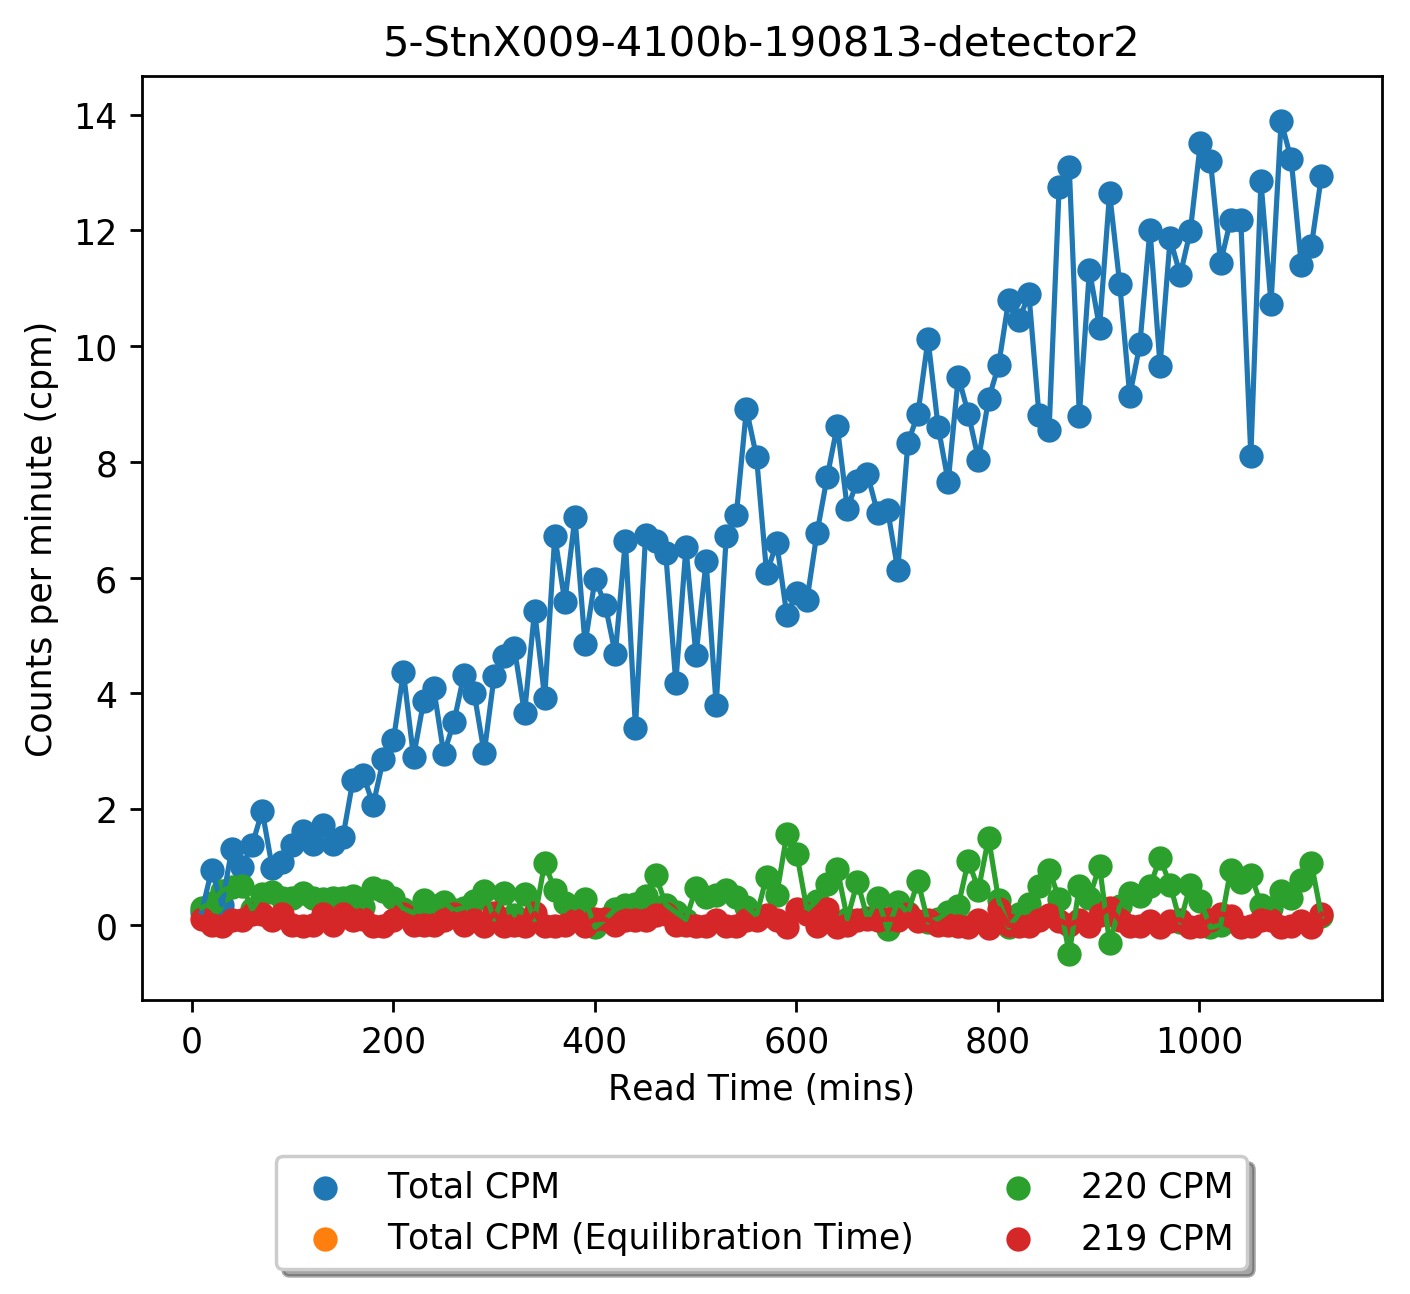 5-StnX009-4100b-190813-detector2
14
12
10
8
6
4
2
0
Counts per minute (cpm)
0 200 400 600 800 1000
Read Time (mins)
Total CPM 220 CPM
Total CPM (Equilibration Time) 219 CPM